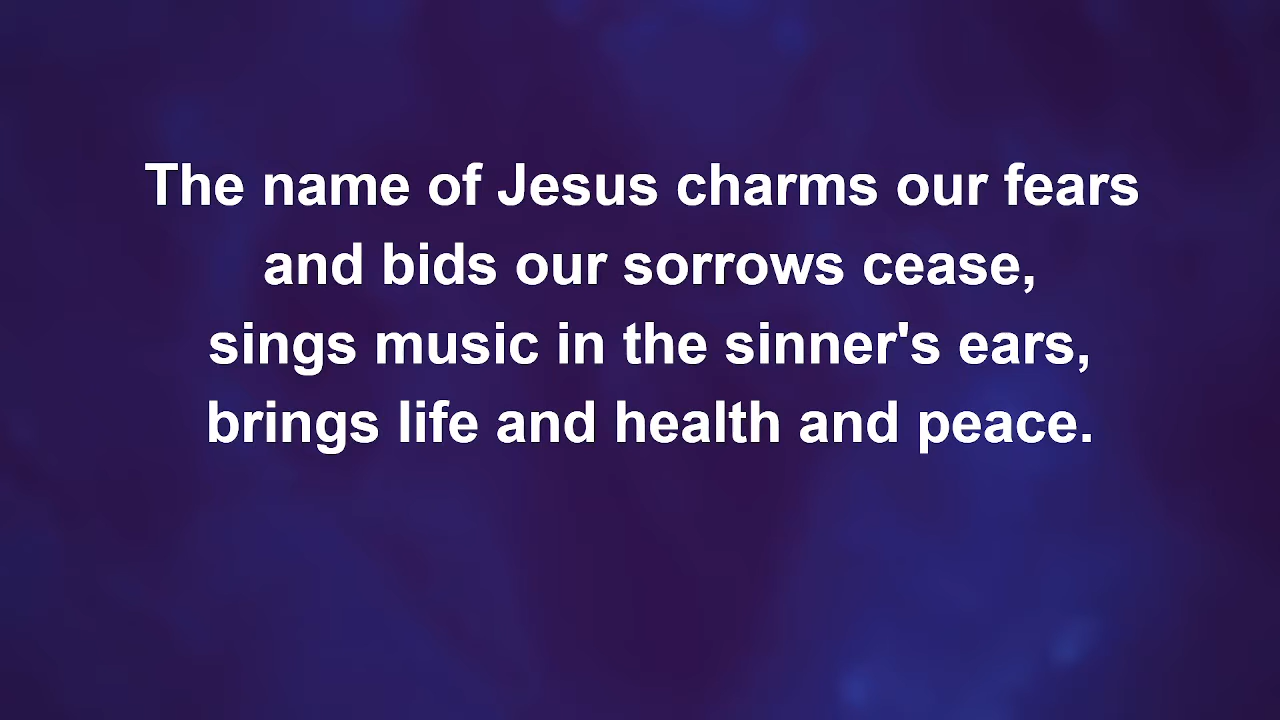 The name of Jesus charms our fears
and bids our sorrows cease,
sings music in the sinner's ears,
brings life and health and peace.